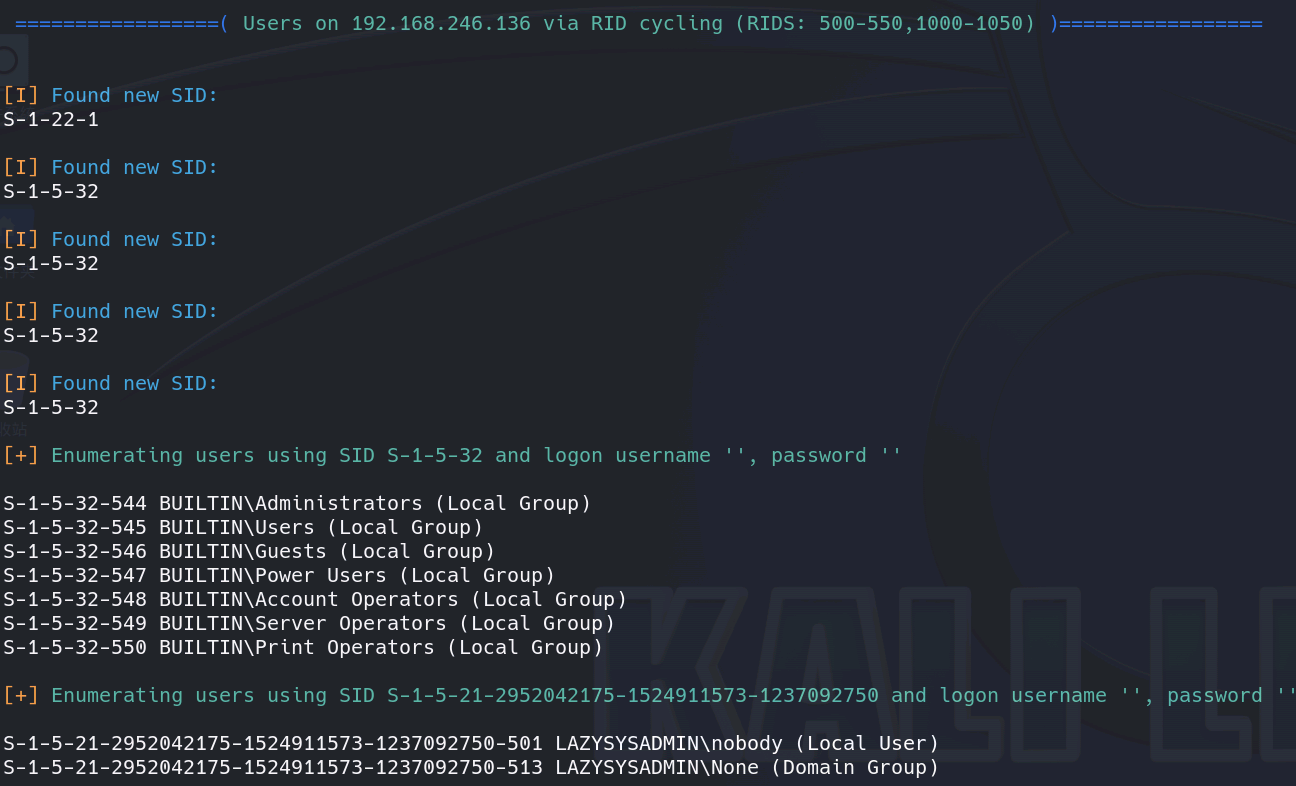 =================( Users on 192.168.246.136 via RID cycling (RIDS: 500-550,1000-1050) )=================
[I] Found new SID:
S-1-22-1
[I] Found new SID:
S-1-5-32
[I] Found new SID:
S-1-5-32
[I] Found new SID:
S-1-5-32
[I] Found new SID:
S-1-5-32
[+] Enumerating users using SID S-1-5-32 and logon username '', password ''
S-1-5-32-544 BUILTIN\Administrators (Local Group)
S-1-5-32-545 BUILTIN\Users (Local Group)
S-1-5-32-546 BUILTIN\Guests (Local Group)
S-1-5-32-547 BUILTIN\Power Users (Local Group)
S-1-5-32-548 BUILTIN\Account Operators (Local Group)
S-1-5-32-549 BUILTIN\Server Operators (Local Group)
S-1-5-32-550 BUILTIN\Print Operators (Local Group)
[+] Enumerating users using SID S-1-5-21-2952042175-1524911573-1237092750 and logon username '', password ''
S-1-5-21-2952042175-1524911573-1237092750-501 LAZYSYSADMIN\nobody (Local User)
S-1-5-21-2952042175-1524911573-1237092750-513 LAZYSYSADMIN\None (Domain Group)
KALI LI